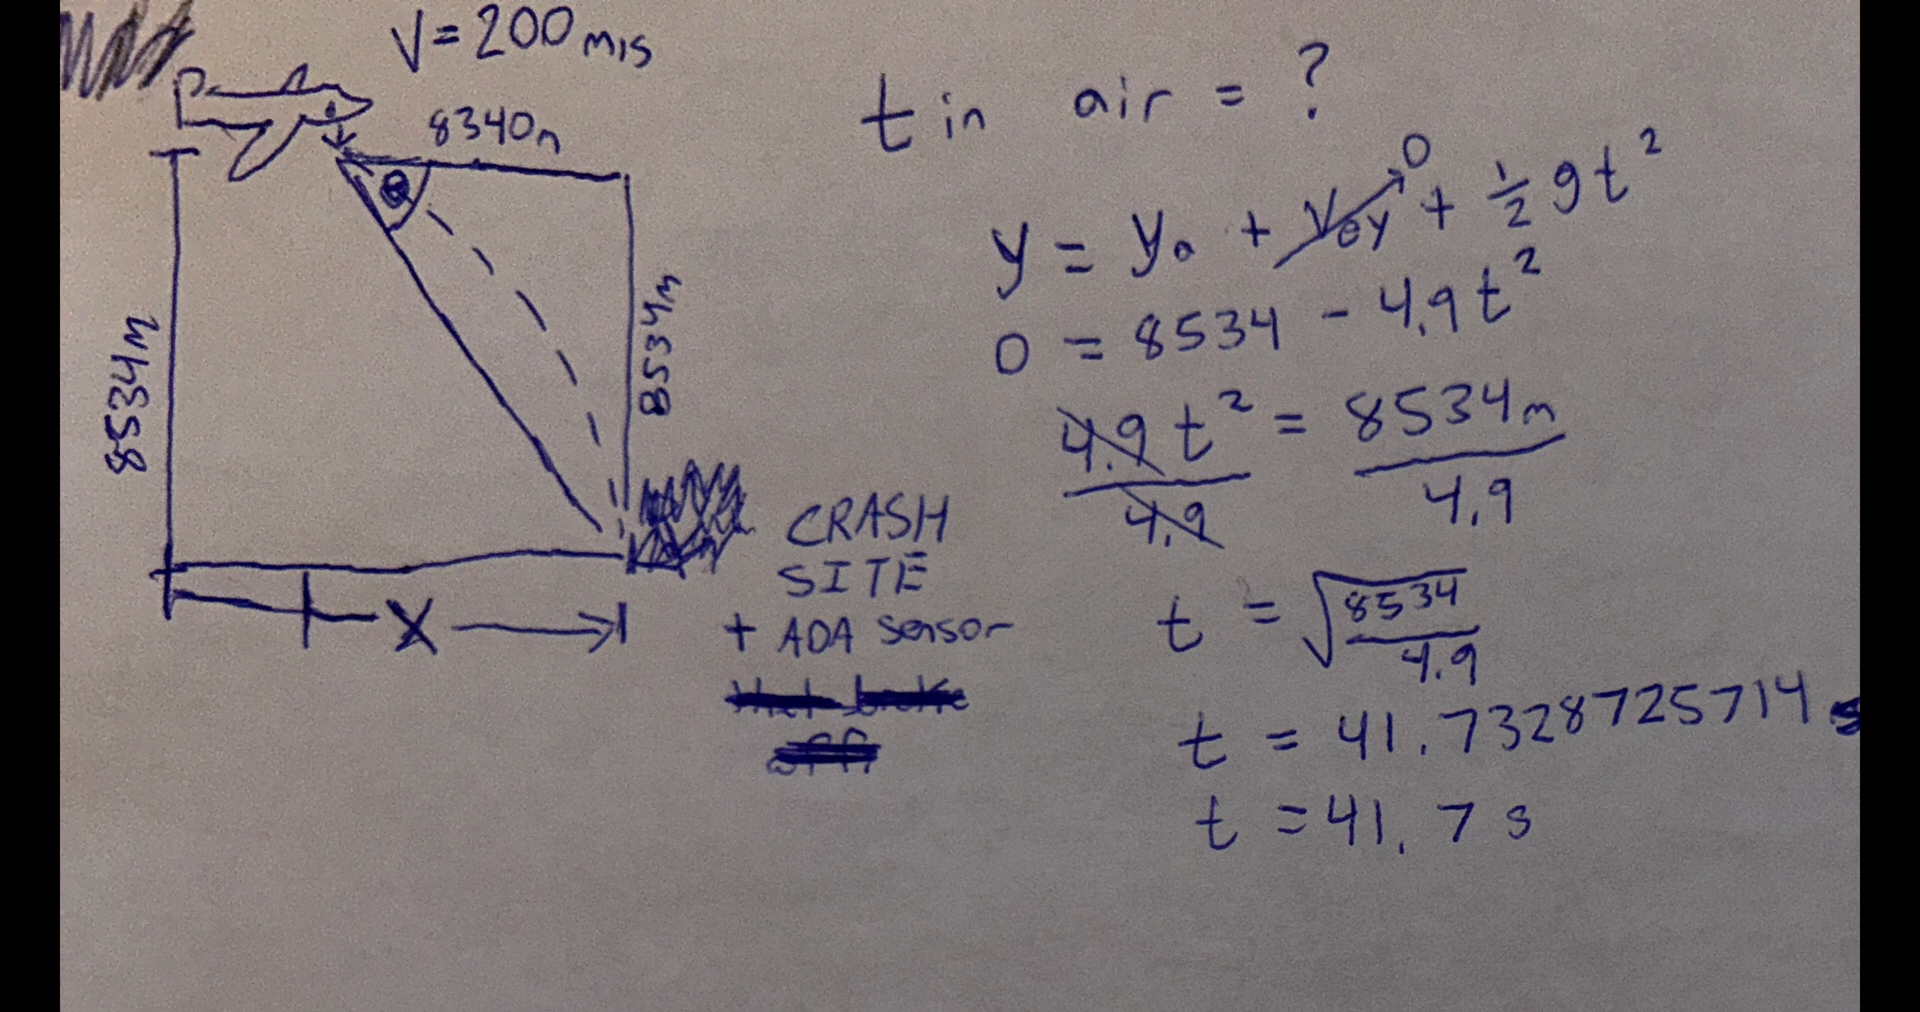 V = 200 m/s
8340m
θ
8534m
8534m
X
CRASH
SITE
+ AOA sensor
t in air = ?
y = y₀ + V₀y + ½gt²
0
0 = 8534 - 4.9t²
4.9t² = 8534m
4.9 4.9
t = √8534
4.9
t = 41.7328725714 s
t = 41.7 s